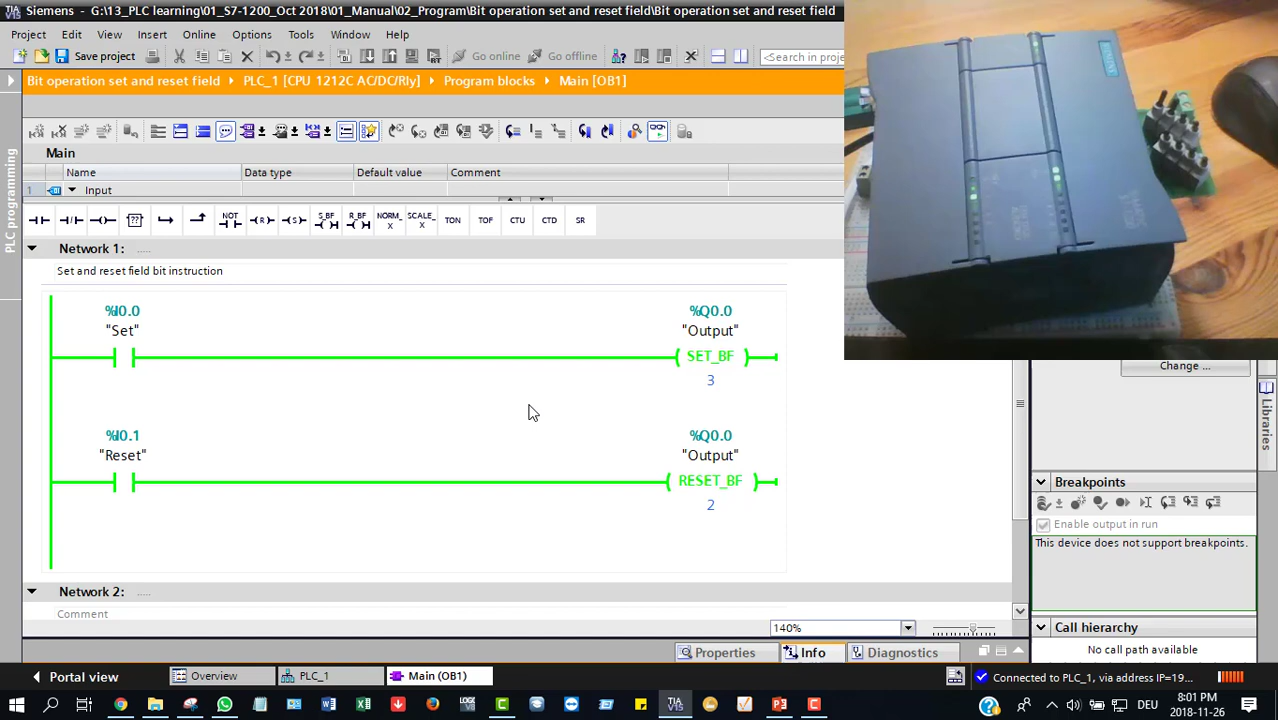 Siemens - G:\13_PLC learning\01_S7-1200_Oct 2018\01_Manual\02_Program\Bit operation set and reset field\Bit operation set and reset field
Project Edit View Insert Online Options Tools Window Help
Save project Go online Go offline <Search in proje
Bit operation set and reset field PLC_1 [CPU 1212C AC/DC/Rly] Program blocks Main [OB1]
PLC programming
Main
Name Data type Default value Comment
1 Input
NOT R S S_BF R_BF NORM_X SCALE_X TON TOF CTU CTD SR
Network 1: .....
Set and reset field bit instruction
%I0.0 %Q0.0
"Set" "Output"
SET_BF
3
%I0.1 %Q0.0
"Reset" "Output"
RESET_BF
2
Network 2: .....
Comment
140%
Change ...
Libraries
Breakpoints
Enable output in run
This device does not support breakpoints.
Call hierarchy
No call path available
Properties Info Diagnostics
Portal view Overview PLC_1 Main (OB1) Connected to PLC_1, via address IP=19...
DEU 8:01 PM
2018-11-26